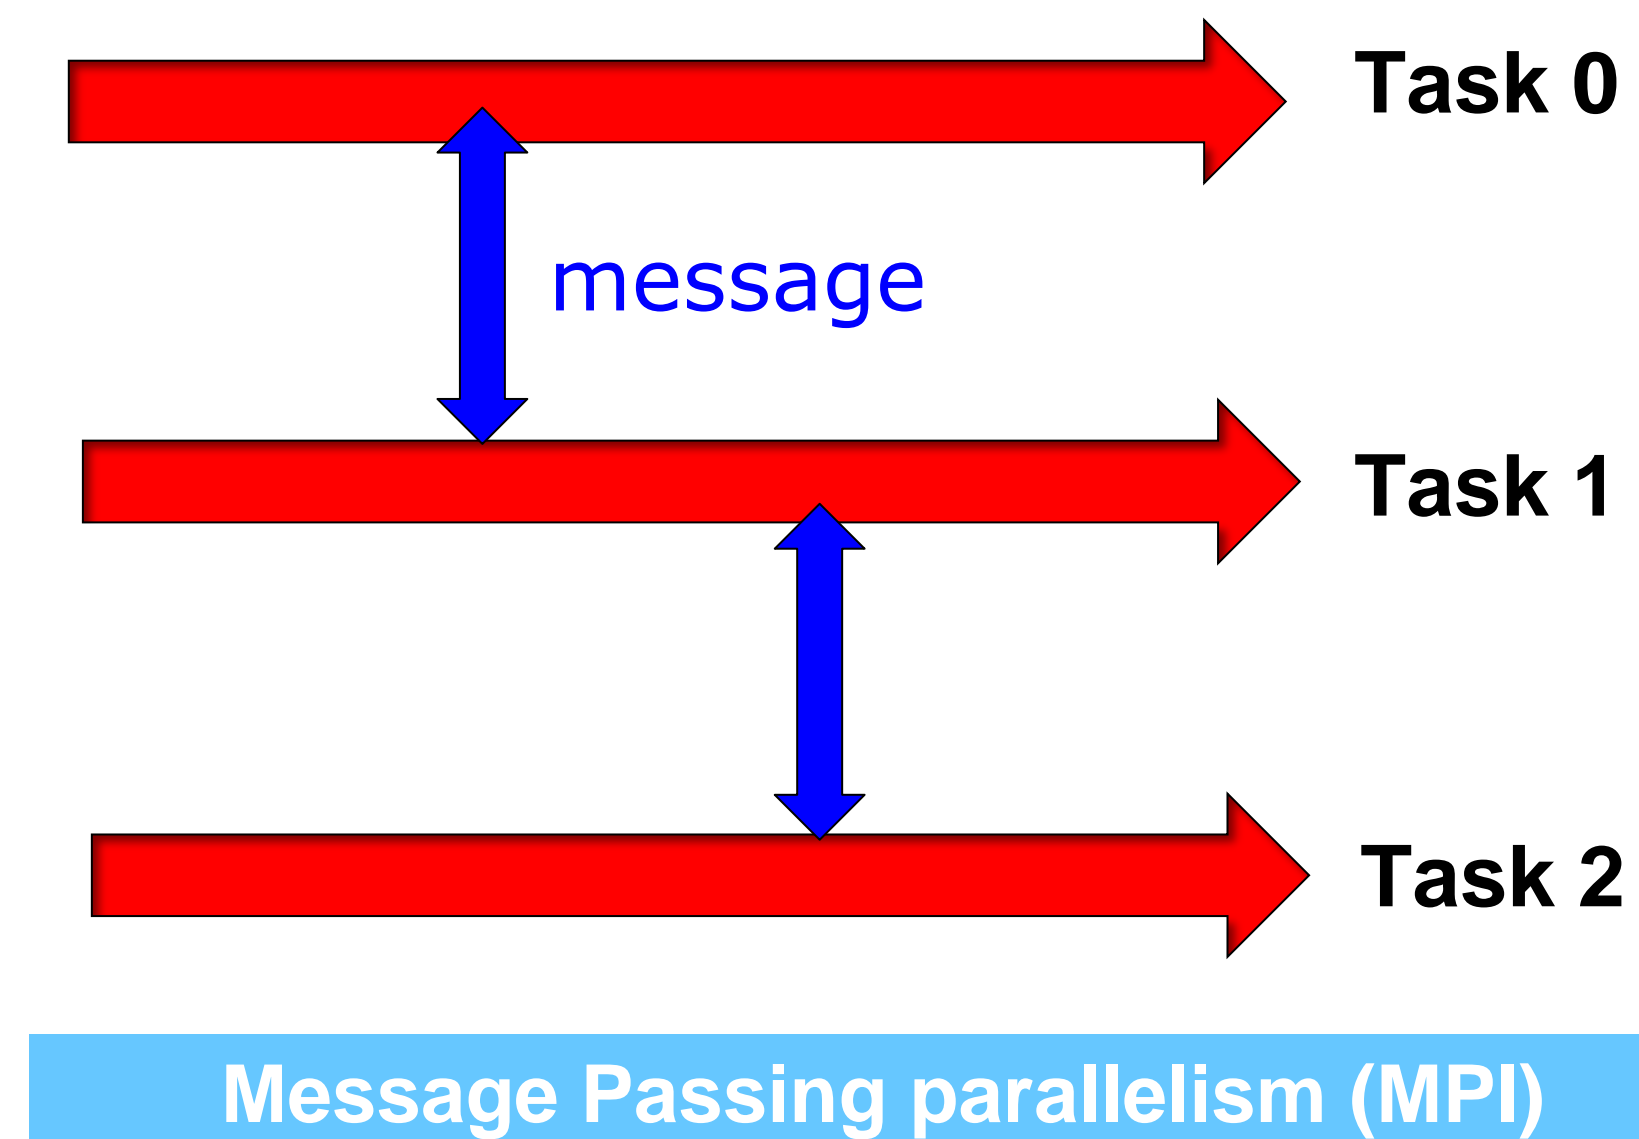 Task 0
message
Task 1
Task 2
Message Passing parallelism (MPI)